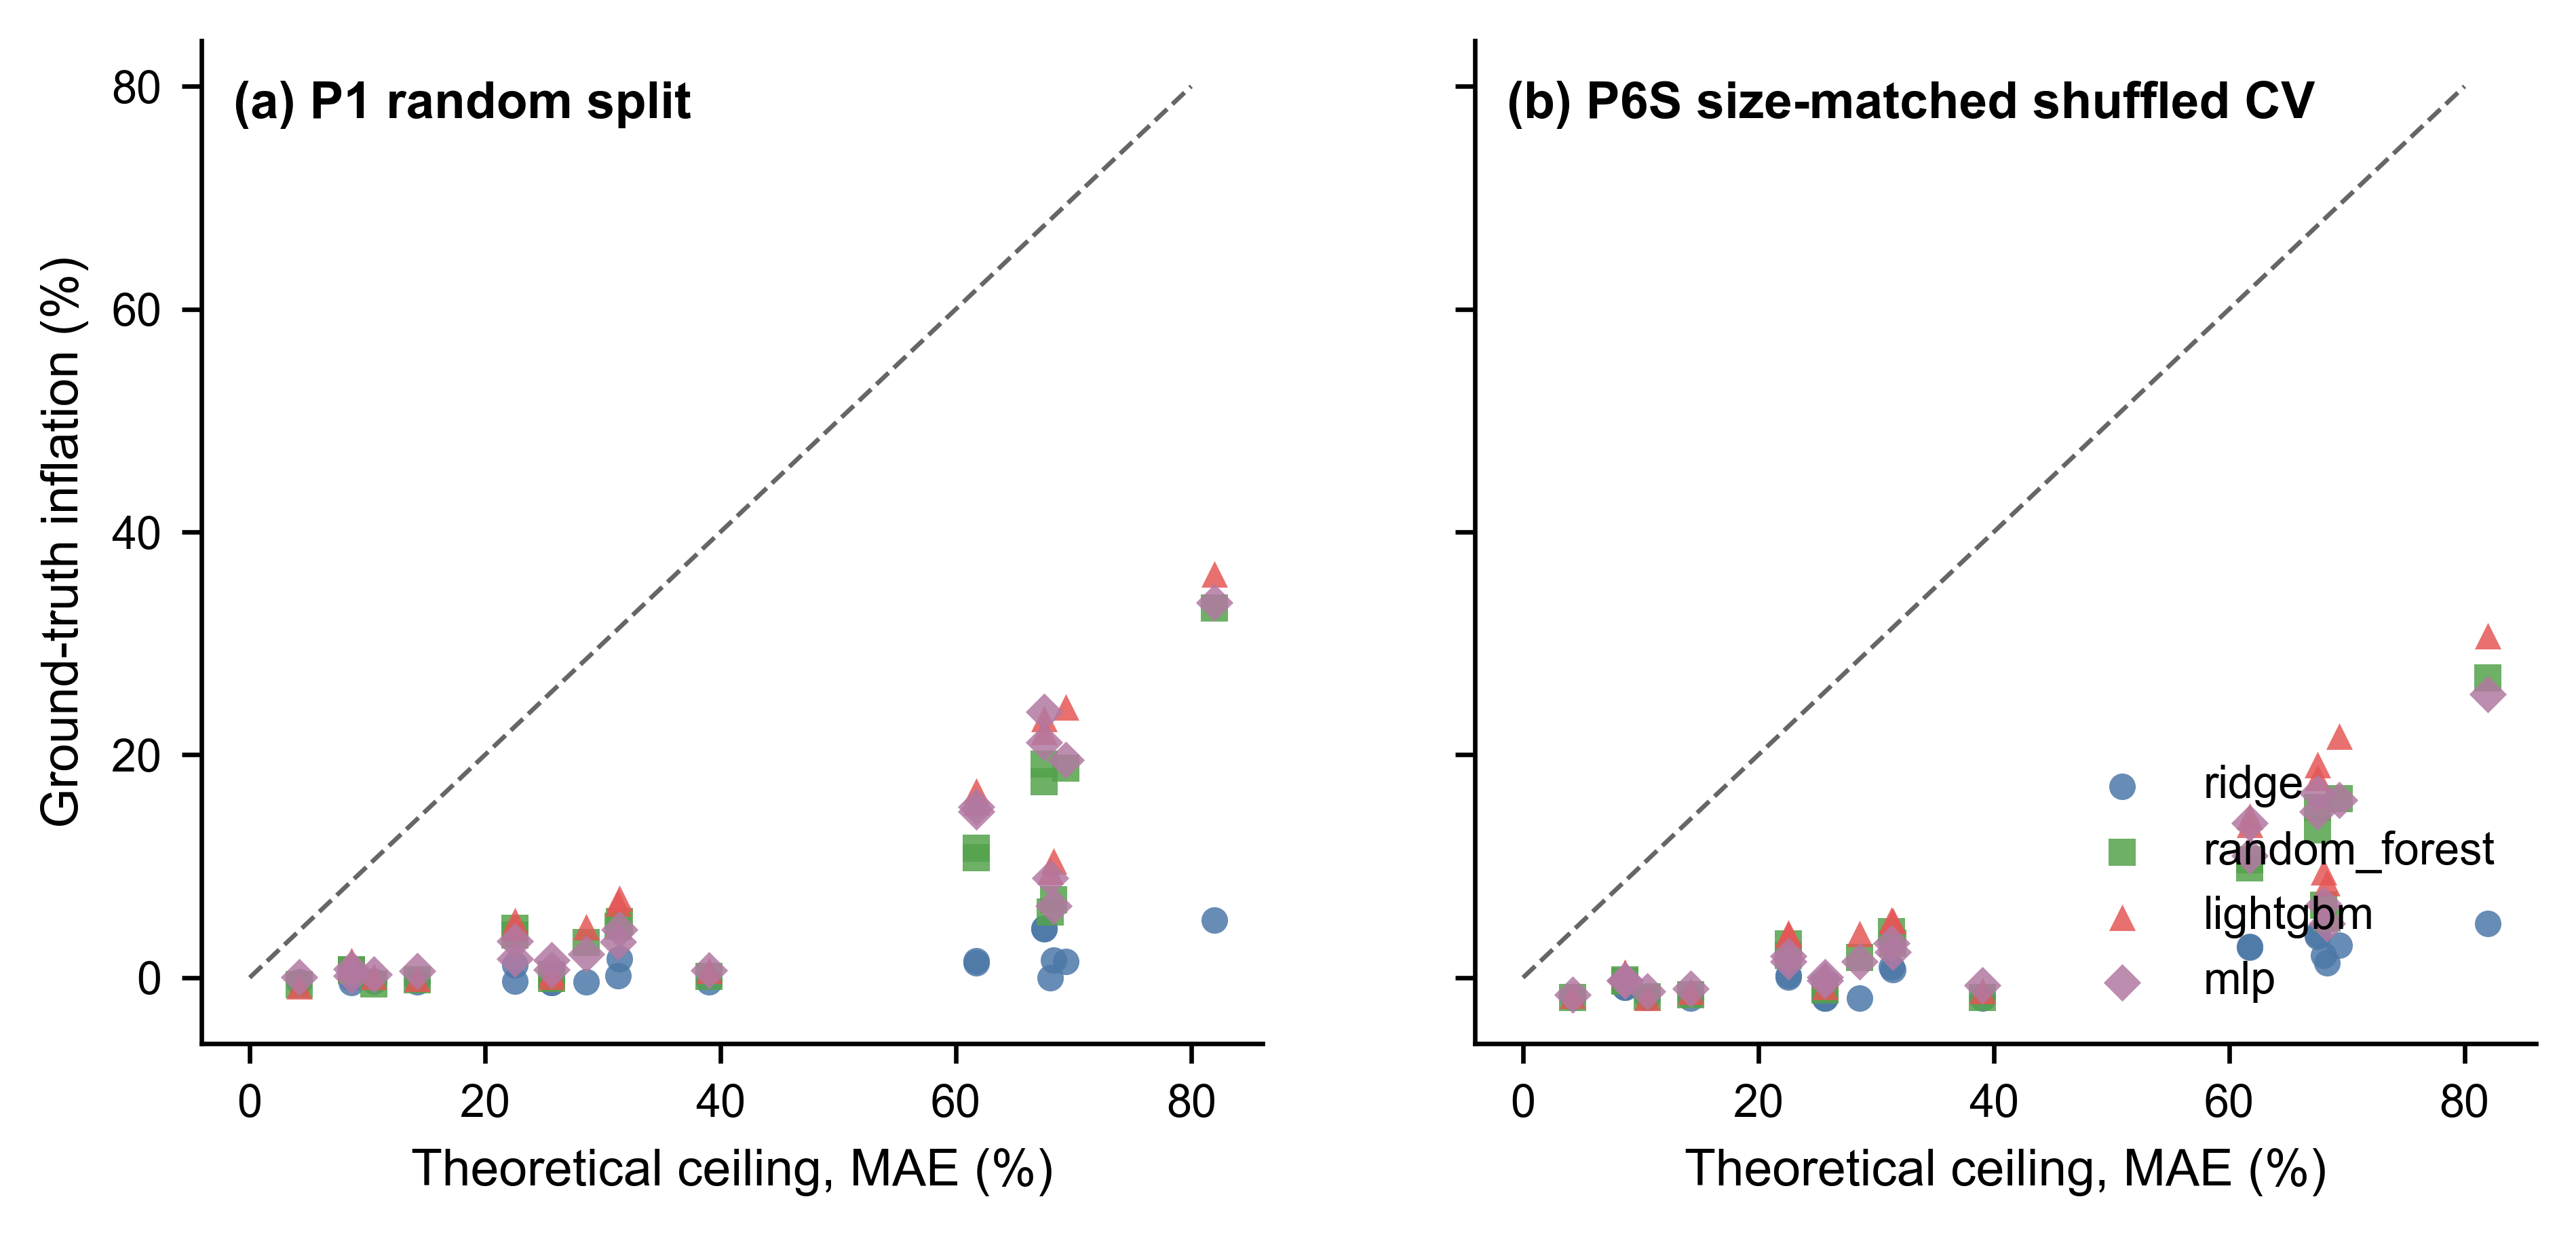 (a) P1 random split
(b) P6S size-matched shuffled CV
Ground-truth inflation (%)
80
60
40
20
0
0 20 40 60 80
Theoretical ceiling, MAE (%)
ridge
random_forest
lightgbm
mlp
0 20 40 60 80
Theoretical ceiling, MAE (%)